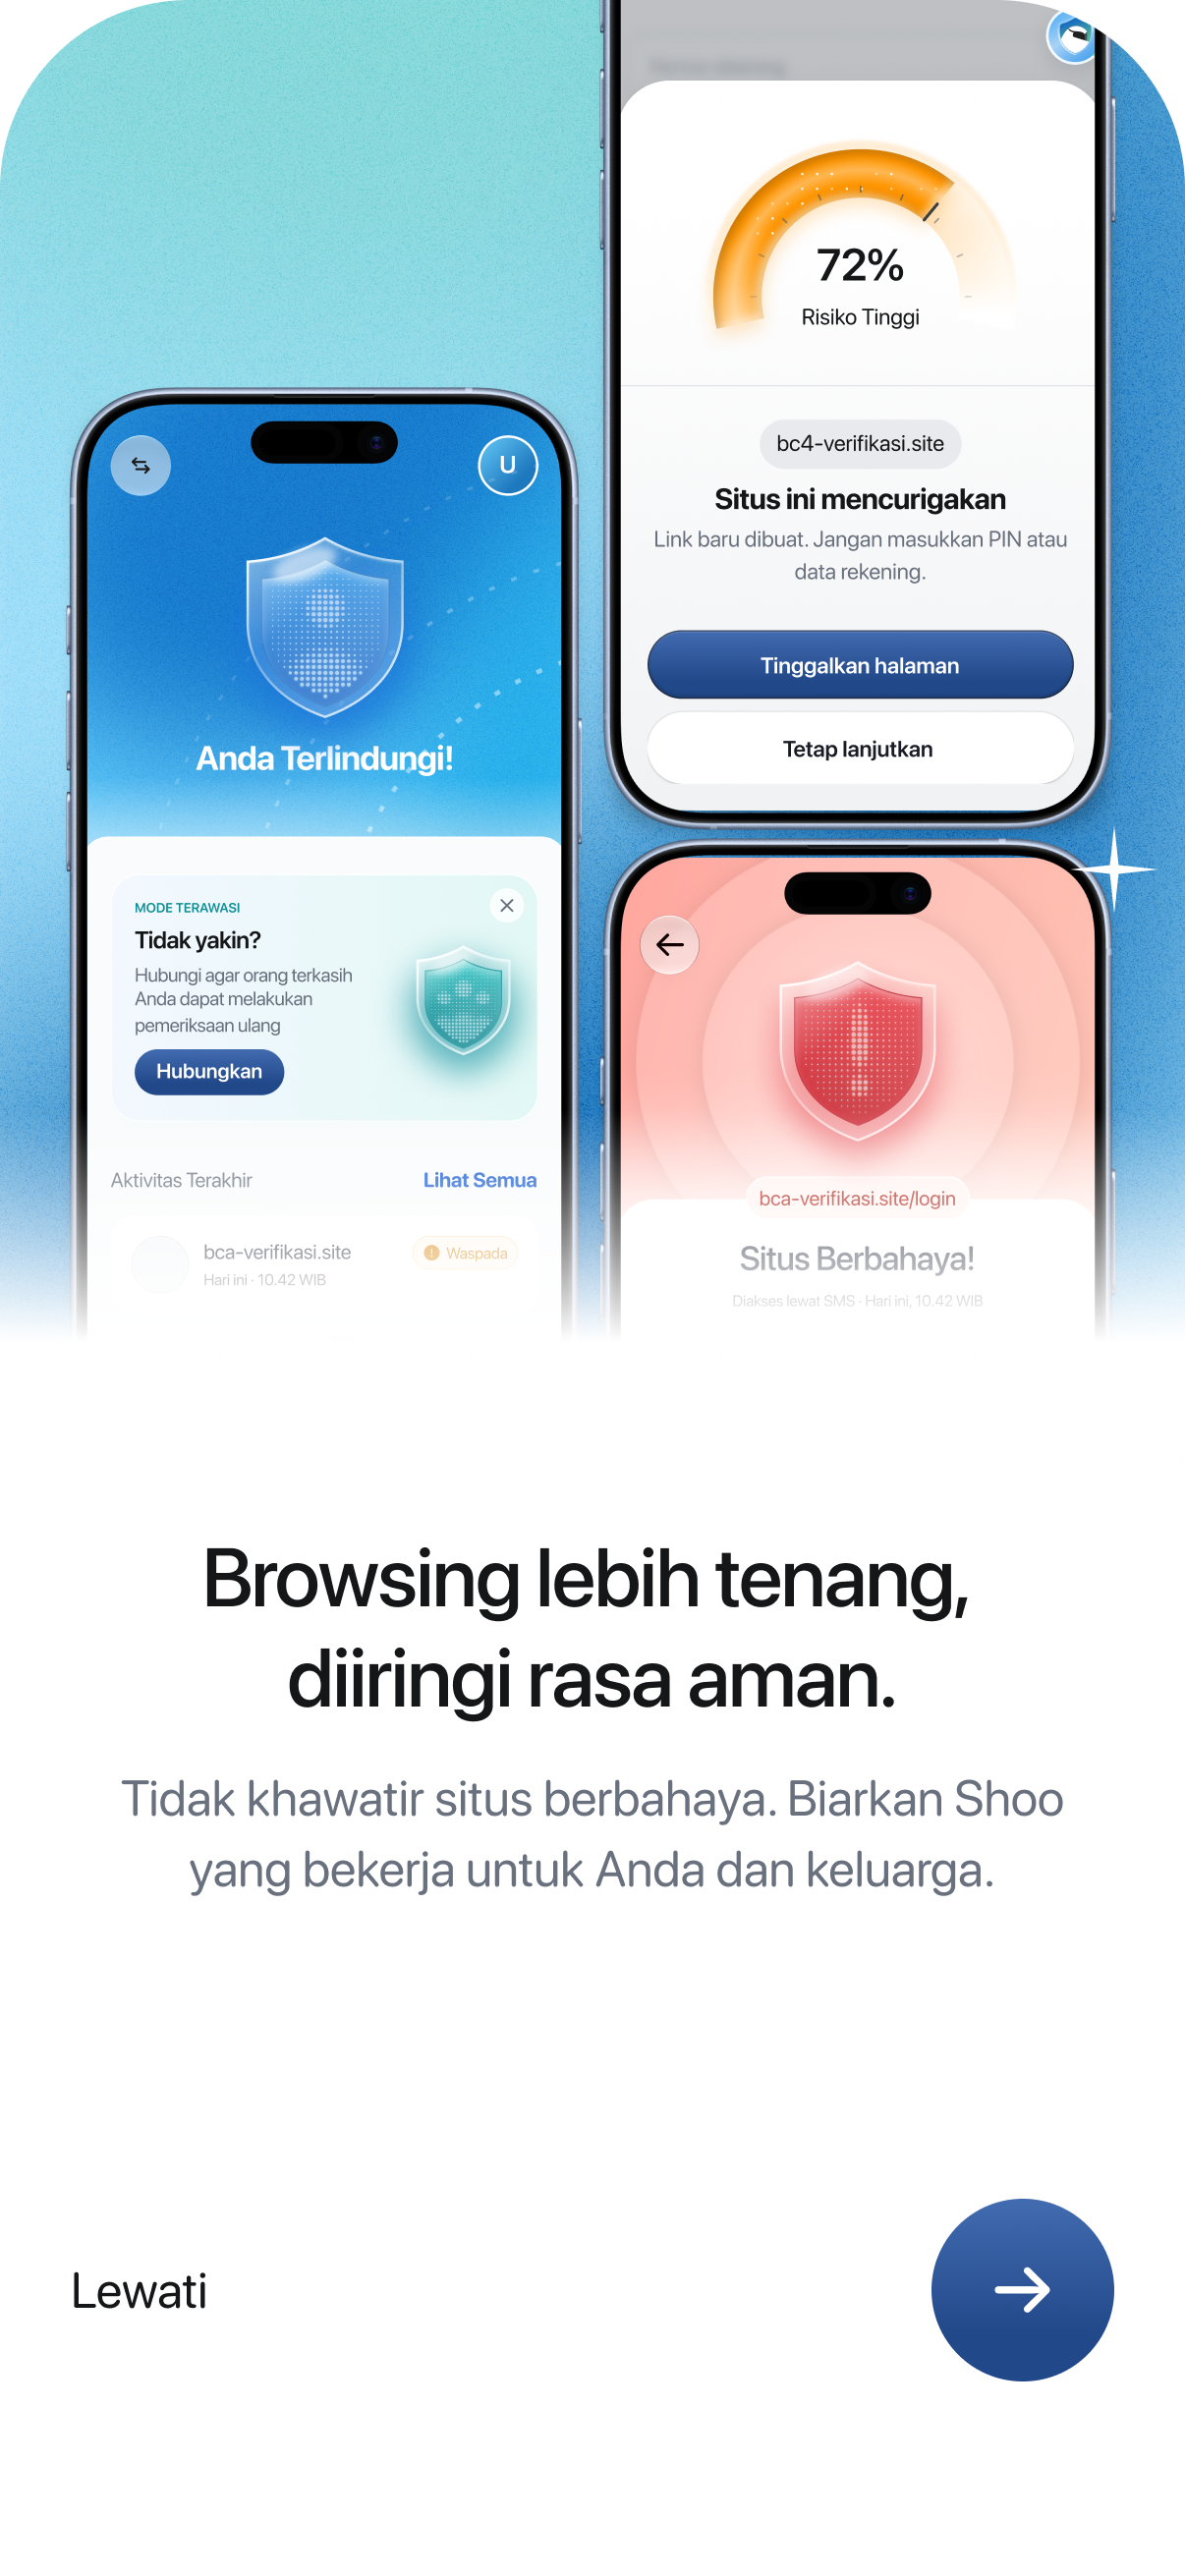 72%
Risiko Tinggi
bc4-verifikasi.site
Situs ini mencurigakan
Link baru dibuat. Jangan masukkan PIN atau
data rekening.
Tinggalkan halaman
Tetap lanjutkan
U
Anda Terlindungi!
MODE TERAWASI
Tidak yakin?
Hubungi agar orang terkasih
Anda dapat melakukan
pemeriksaan ulang
Hubungkan
Aktivitas Terakhir
Lihat Semua
bca-verifikasi.site
Waspada
Hari ini · 10.42 WIB
bca-verifikasi.site/login
Situs Berbahaya!
Diakses lewat SMS · Hari ini, 10.42 WIB
Browsing lebih tenang,
diiringi rasa aman.
Tidak khawatir situs berbahaya. Biarkan Shoo
yang bekerja untuk Anda dan keluarga.
Lewati